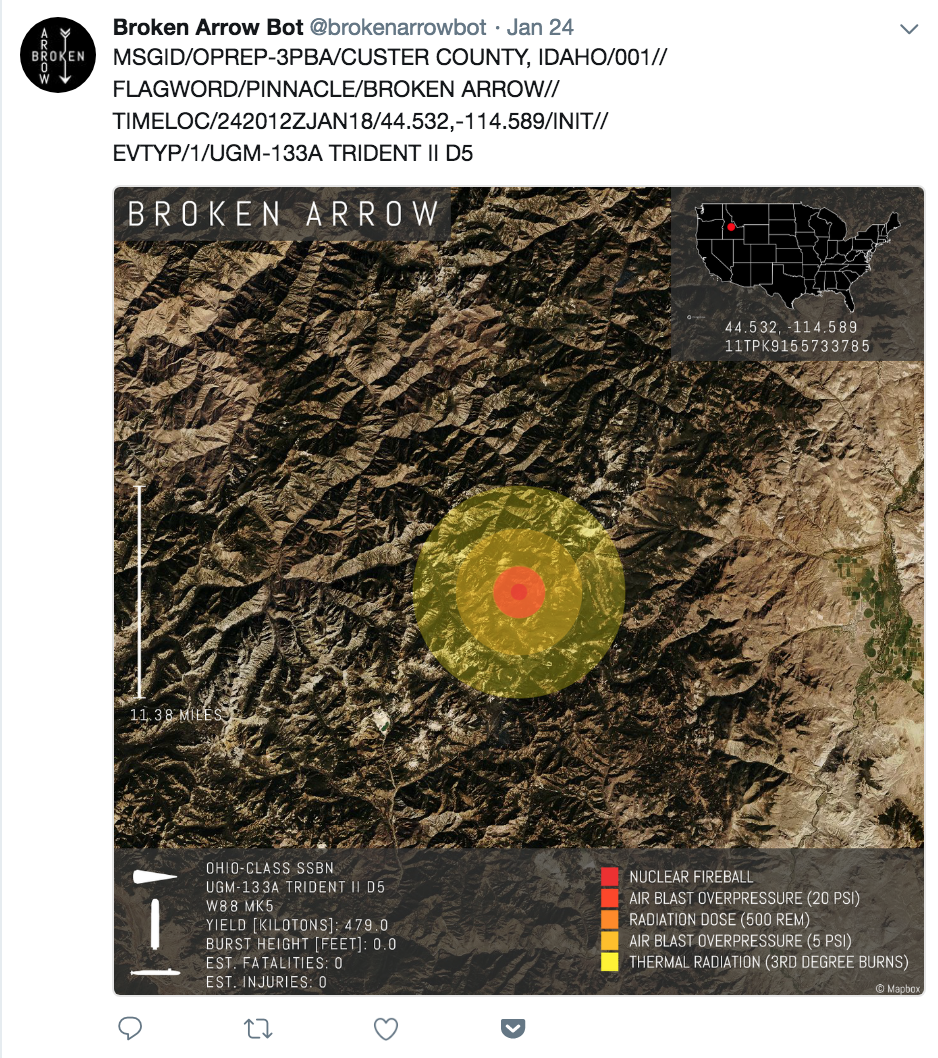 Broken Arrow Bot @brokenarrowbot · Jan 24
ARROW
BROKEN
MSGID/OPREP-3PBA/CUSTER COUNTY, IDAHO/001//
FLAGWORD/PINNACLE/BROKEN ARROW//
TIMELOC/242012ZJAN18/44.532,-114.589/INIT//
EVTYP/1/UGM-133A TRIDENT II D5
BROKEN ARROW
44.532, -114.589
11TPK9155733785
11.38 MILES
OHIO-CLASS SSBN
UGM-133A TRIDENT II D5
W88 MK5
YIELD [KILOTONS]: 479.0
BURST HEIGHT [FEET]: 0.0
EST. FATALITIES: 0
EST. INJURIES: 0
NUCLEAR FIREBALL
AIR BLAST OVERPRESSURE (20 PSI)
RADIATION DOSE (500 REM)
AIR BLAST OVERPRESSURE (5 PSI)
THERMAL RADIATION (3RD DEGREE BURNS)
© Mapbox